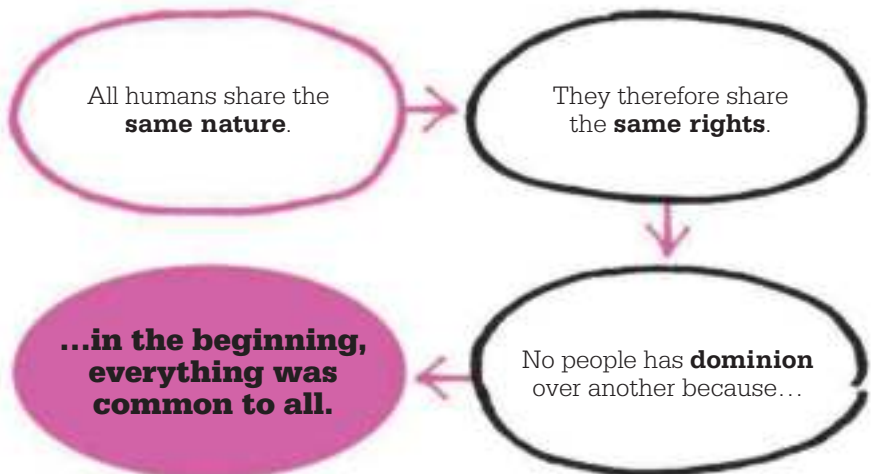 All humans share the
same nature.
They therefore share
the same rights.
No people has dominion
over another because…
…in the beginning,
everything was
common to all.